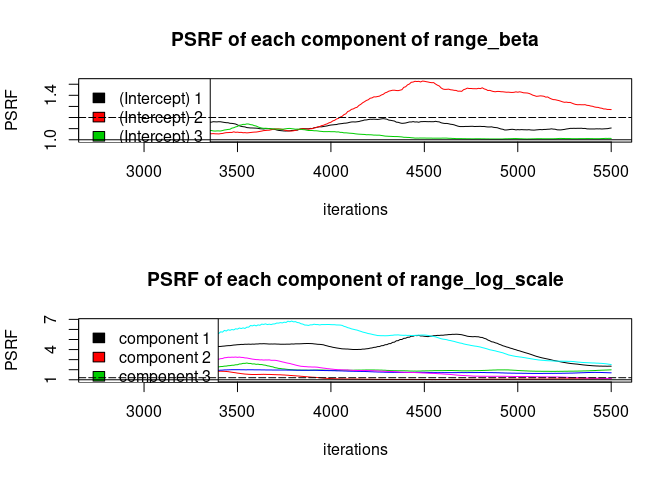 PSRF of each component of range_beta
PSRF
1.0 1.4
(Intercept) 1
(Intercept) 2
(Intercept) 3
3000 3500 4000 4500 5000 5500
iterations
PSRF of each component of range_log_scale
PSRF
1 4 7
component 1
component 2
component 3
3000 3500 4000 4500 5000 5500
iterations